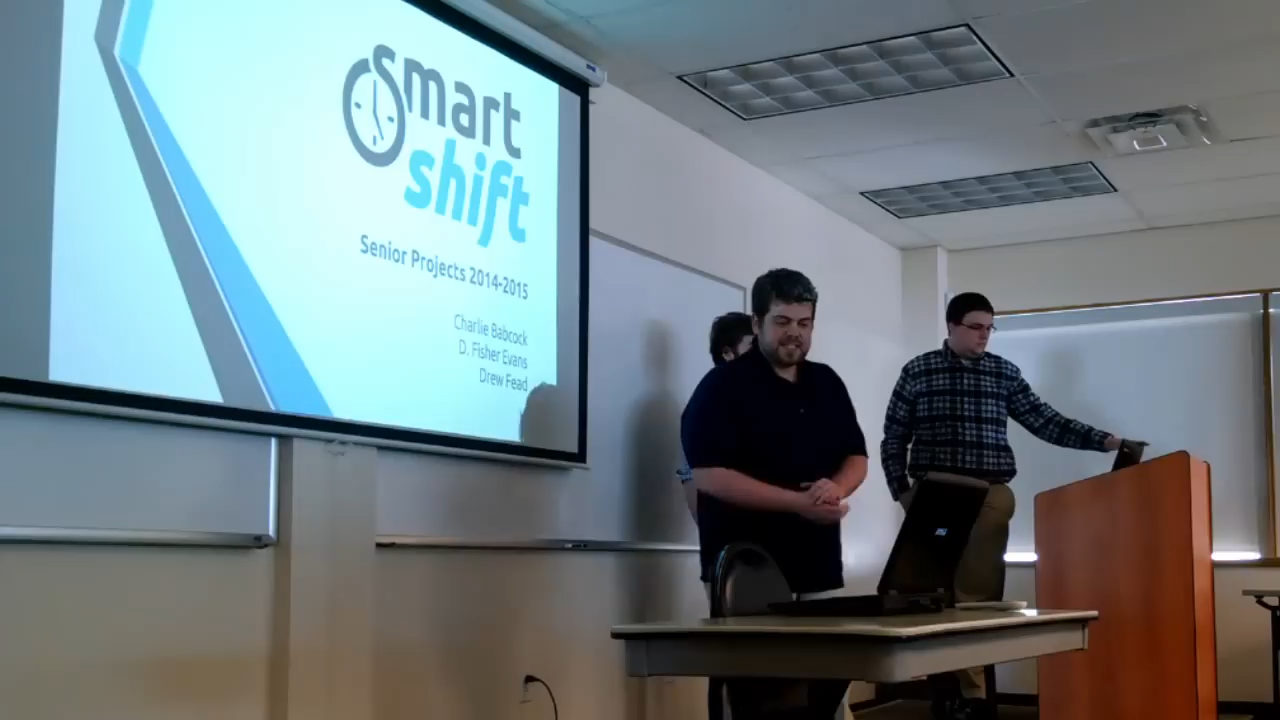 smart
shift
Senior Projects 2014-2015
Charlie Babcock
D. Fisher Evans
Drew Fead